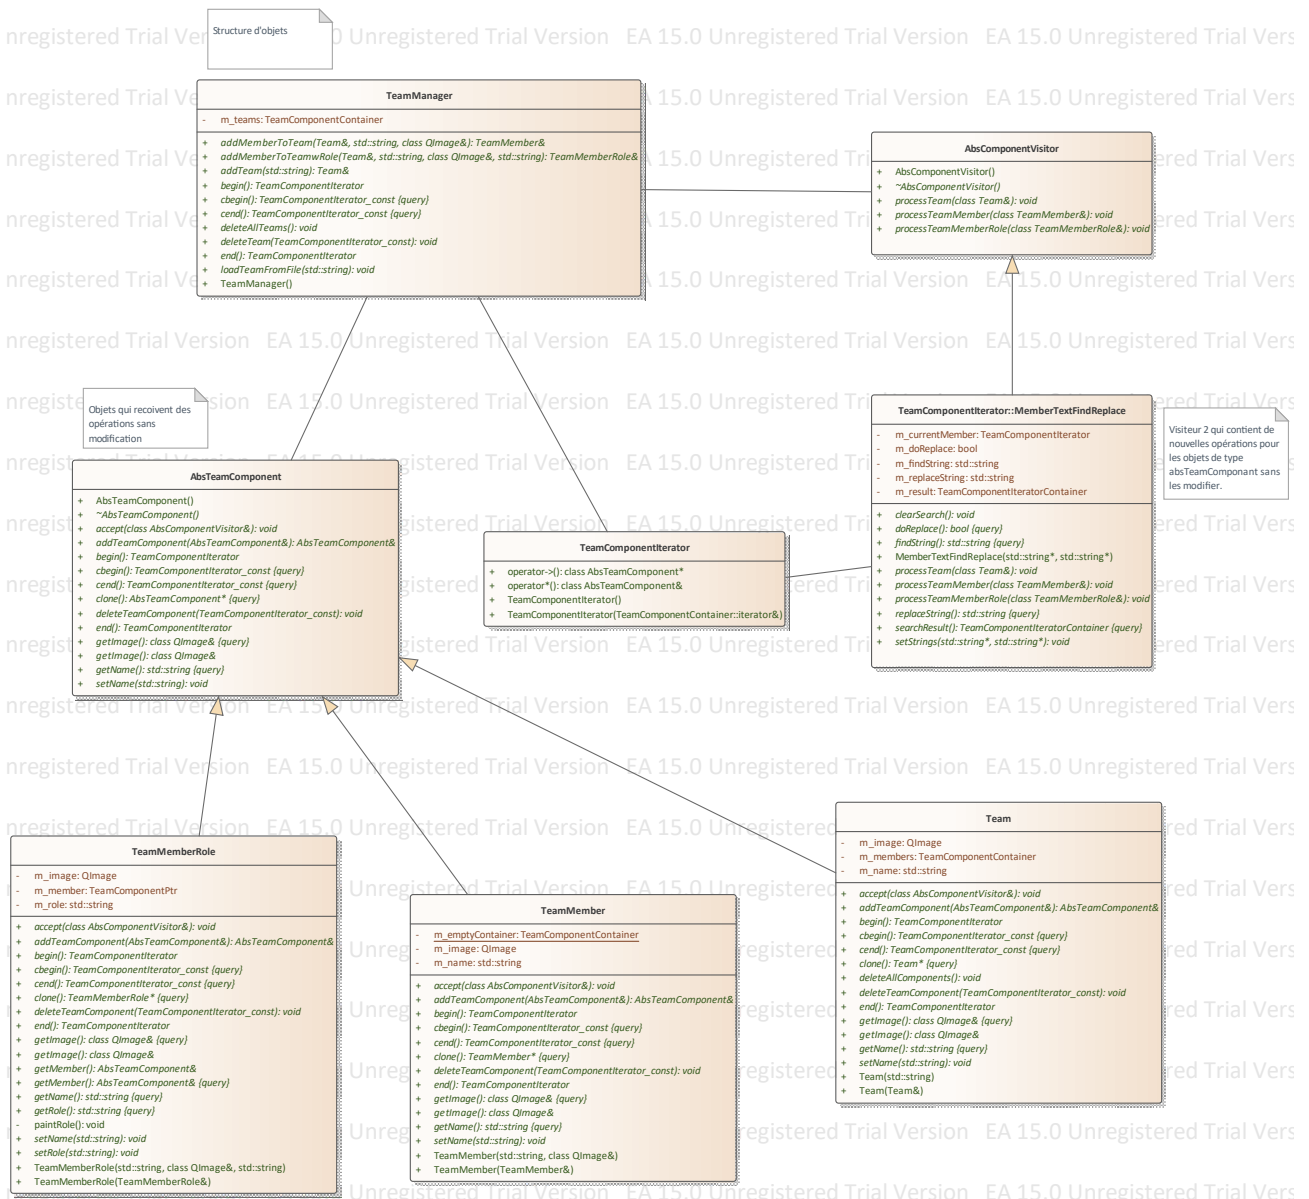 Structure d'objets
TeamManager
- m_teams: TeamComponentContainer
+ addMemberToTeam(Team&, std::string, class QImage&): TeamMember&
+ addMemberToTeamwRole(Team&, std::string, class QImage&, std::string): TeamMemberRole&
+ addTeam(std::string): Team&
+ begin(): TeamComponentIterator
+ cbegin(): TeamComponentIterator_const {query}
+ cend(): TeamComponentIterator_const {query}
+ deleteAllTeams(): void
+ deleteTeam(TeamComponentIterator_const): void
+ end(): TeamComponentIterator
+ loadTeamFromFile(std::string): void
+ TeamManager()
AbsComponentVisitor
+ AbsComponentVisitor()
+ ~AbsComponentVisitor()
+ processTeam(class Team&): void
+ processTeamMember(class TeamMember&): void
+ processTeamMemberRole(class TeamMemberRole&): void
Objets qui recoivent des
opérations sans
modification
AbsTeamComponent
+ AbsTeamComponent()
+ ~AbsTeamComponent()
+ accept(class AbsComponentVisitor&): void
+ addTeamComponent(AbsTeamComponent&): AbsTeamComponent&
+ begin(): TeamComponentIterator
+ cbegin(): TeamComponentIterator_const {query}
+ cend(): TeamComponentIterator_const {query}
+ clone(): AbsTeamComponent* {query}
+ deleteTeamComponent(TeamComponentIterator_const): void
+ end(): TeamComponentIterator
+ getImage(): class QImage& {query}
+ getImage(): class QImage&
+ getName(): std::string {query}
+ setName(std::string): void
TeamComponentIterator
+ operator->(): class AbsTeamComponent*
+ operator*(): class AbsTeamComponent&
+ TeamComponentIterator()
+ TeamComponentIterator(TeamComponentContainer::iterator&)
TeamComponentIterator::MemberTextFindReplace
- m_currentMember: TeamComponentIterator
- m_doReplace: bool
- m_findString: std::string
- m_replaceString: std::string
- m_result: TeamComponentIteratorContainer
+ clearSearch(): void
+ doReplace(): bool {query}
+ findString(): std::string {query}
+ MemberTextFindReplace(std::string*, std::string*)
+ processTeam(class Team&): void
+ processTeamMember(class TeamMember&): void
+ processTeamMemberRole(class TeamMemberRole&): void
+ replaceString(): std::string {query}
+ searchResult(): TeamComponentIteratorContainer {query}
+ setStrings(std::string*, std::string*): void
Visiteur 2 qui contient de
nouvelles opérations pour
les objets de type
absTeamComponant sans
les modifier.
TeamMemberRole
- m_image: QImage
- m_member: TeamComponentPtr
- m_role: std::string
+ accept(class AbsComponentVisitor&): void
+ addTeamComponent(AbsTeamComponent&): AbsTeamComponent&
+ begin(): TeamComponentIterator
+ cbegin(): TeamComponentIterator_const {query}
+ cend(): TeamComponentIterator_const {query}
+ clone(): TeamMemberRole* {query}
+ deleteTeamComponent(TeamComponentIterator_const): void
+ end(): TeamComponentIterator
+ getImage(): class QImage& {query}
+ getImage(): class QImage&
+ getMember(): AbsTeamComponent&
+ getMember(): AbsTeamComponent& {query}
+ getName(): std::string {query}
+ getRole(): std::string {query}
- paintRole(): void
+ setName(std::string): void
+ setRole(std::string): void
+ TeamMemberRole(std::string, class QImage&, std::string)
+ TeamMemberRole(TeamMemberRole&)
TeamMember
- m_emptyContainer: TeamComponentContainer
- m_image: QImage
- m_name: std::string
+ accept(class AbsComponentVisitor&): void
+ addTeamComponent(AbsTeamComponent&): AbsTeamComponent&
+ begin(): TeamComponentIterator
+ cbegin(): TeamComponentIterator_const {query}
+ cend(): TeamComponentIterator_const {query}
+ clone(): TeamMember* {query}
+ deleteTeamComponent(TeamComponentIterator_const): void
+ end(): TeamComponentIterator
+ getImage(): class QImage& {query}
+ getImage(): class QImage&
+ getName(): std::string {query}
+ setName(std::string): void
+ TeamMember(std::string, class QImage&)
+ TeamMember(TeamMember&)
Team
- m_image: QImage
- m_members: TeamComponentContainer
- m_name: std::string
+ accept(class AbsComponentVisitor&): void
+ addTeamComponent(AbsTeamComponent&): AbsTeamComponent&
+ begin(): TeamComponentIterator
+ cbegin(): TeamComponentIterator_const {query}
+ cend(): TeamComponentIterator_const {query}
+ clone(): Team* {query}
+ deleteAllComponents(): void
+ deleteTeamComponent(TeamComponentIterator_const): void
+ end(): TeamComponentIterator
+ getImage(): class QImage& {query}
+ getImage(): class QImage&
+ getName(): std::string {query}
+ setName(std::string): void
+ Team(std::string)
+ Team(Team&)